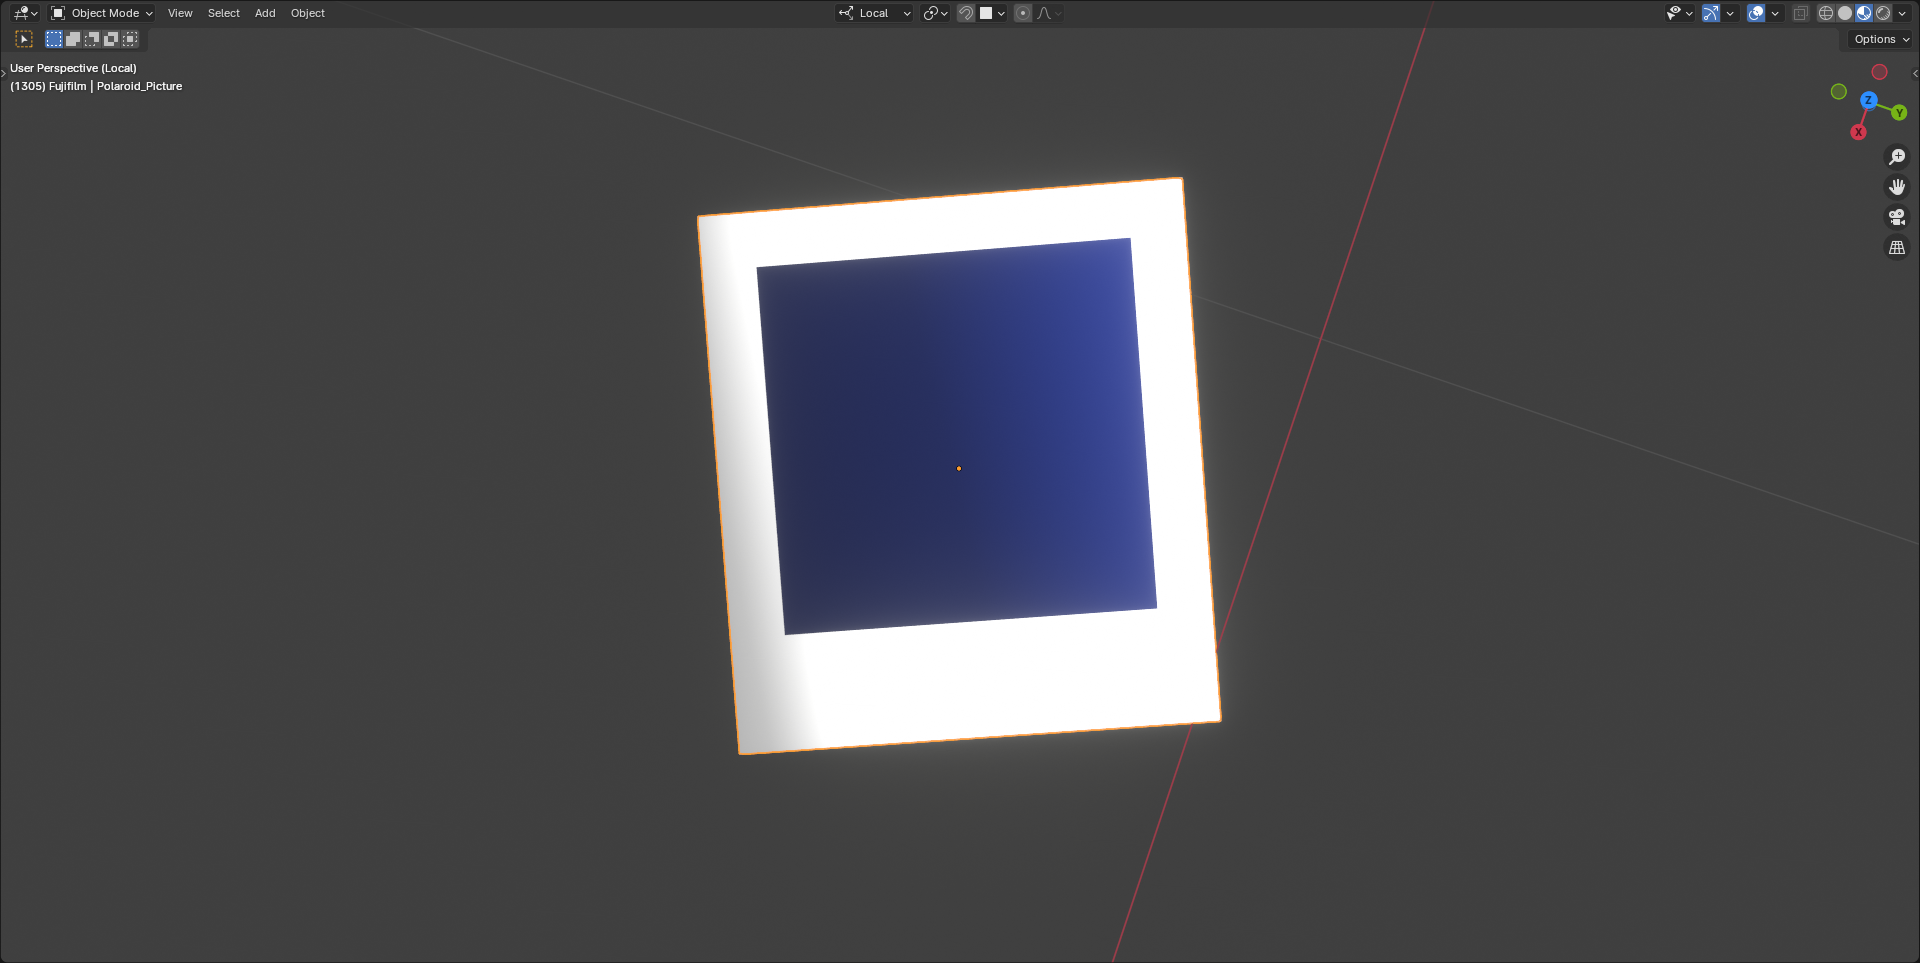 Object Mode View Select Add Object Local
Options
User Perspective (Local)
(1305) Fujifilm | Polaroid_Picture
Z
Y
X